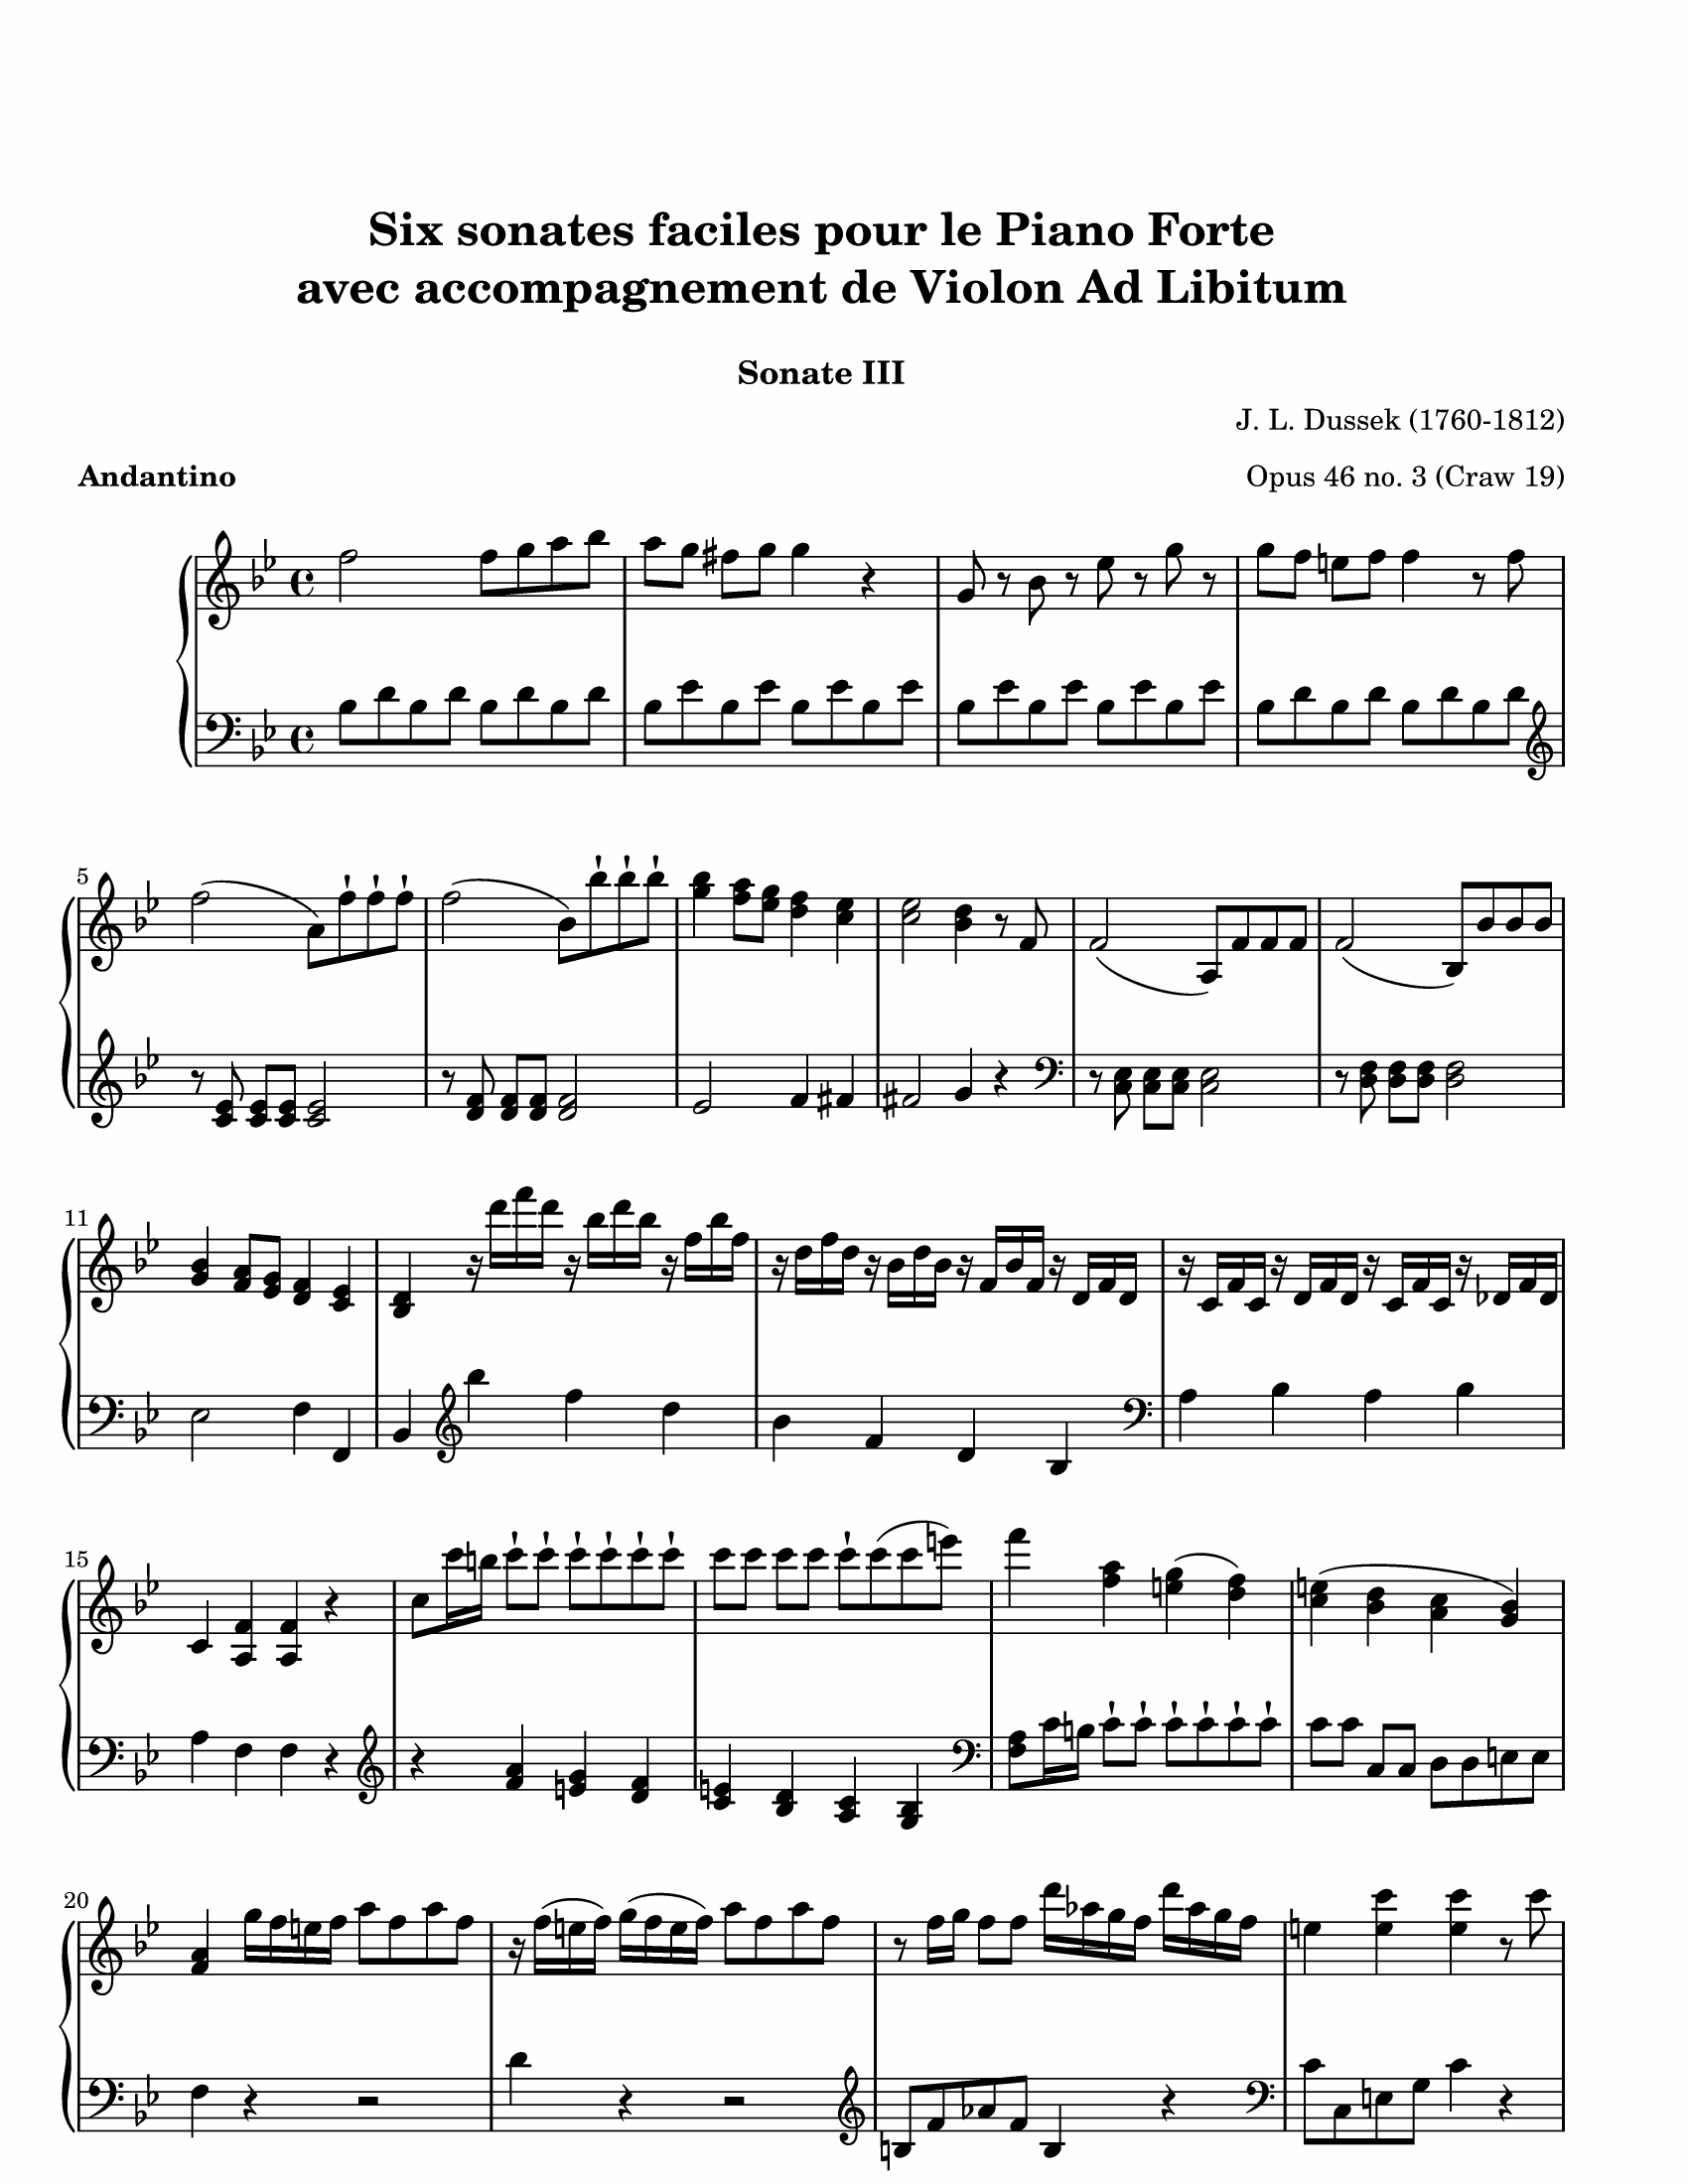 Six sonates faciles pour le Piano Forte
avec accompagnement de Violon Ad Libitum
Sonate III
J. L. Dussek (1760-1812)
Andantino Opus 46 no. 3 (Craw 19)
5
11
15
20